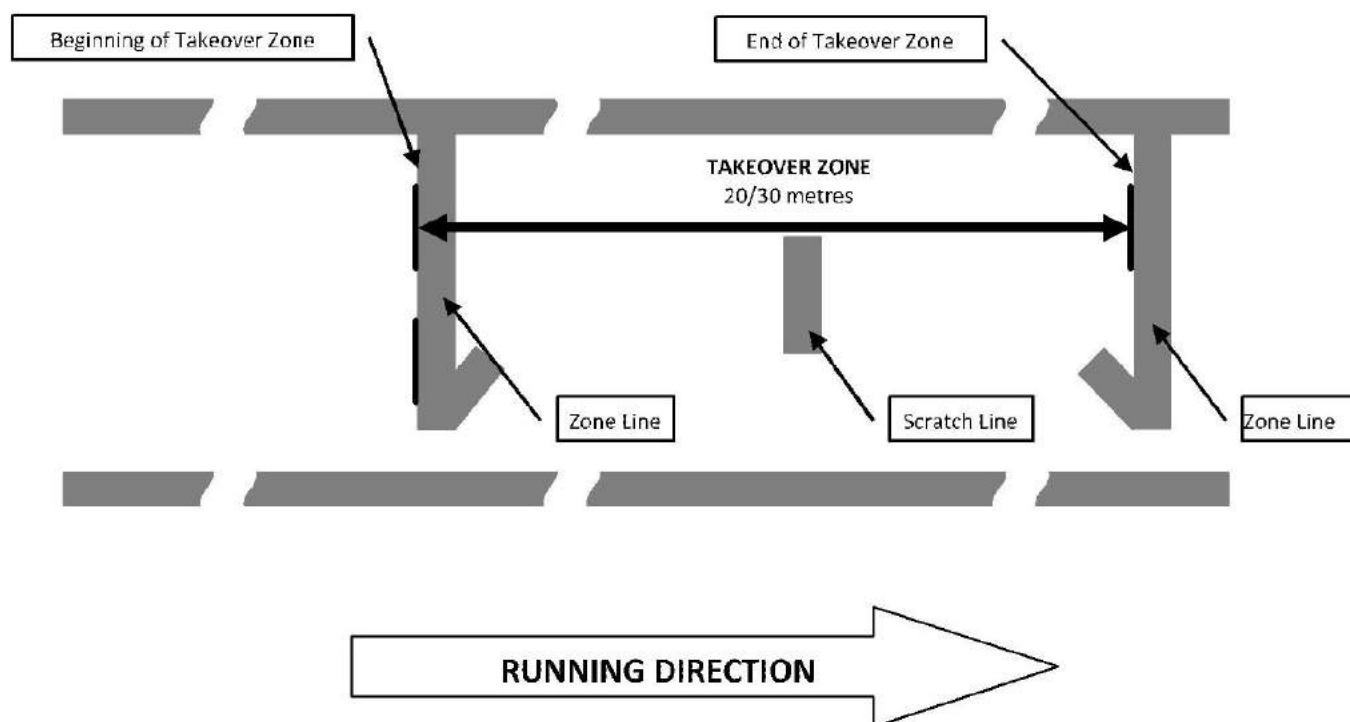 Beginning of Takeover Zone
End of Takeover Zone
TAKEOVER ZONE
20/30 metres
Zone Line
Scratch Line
Zone Line
RUNNING DIRECTION